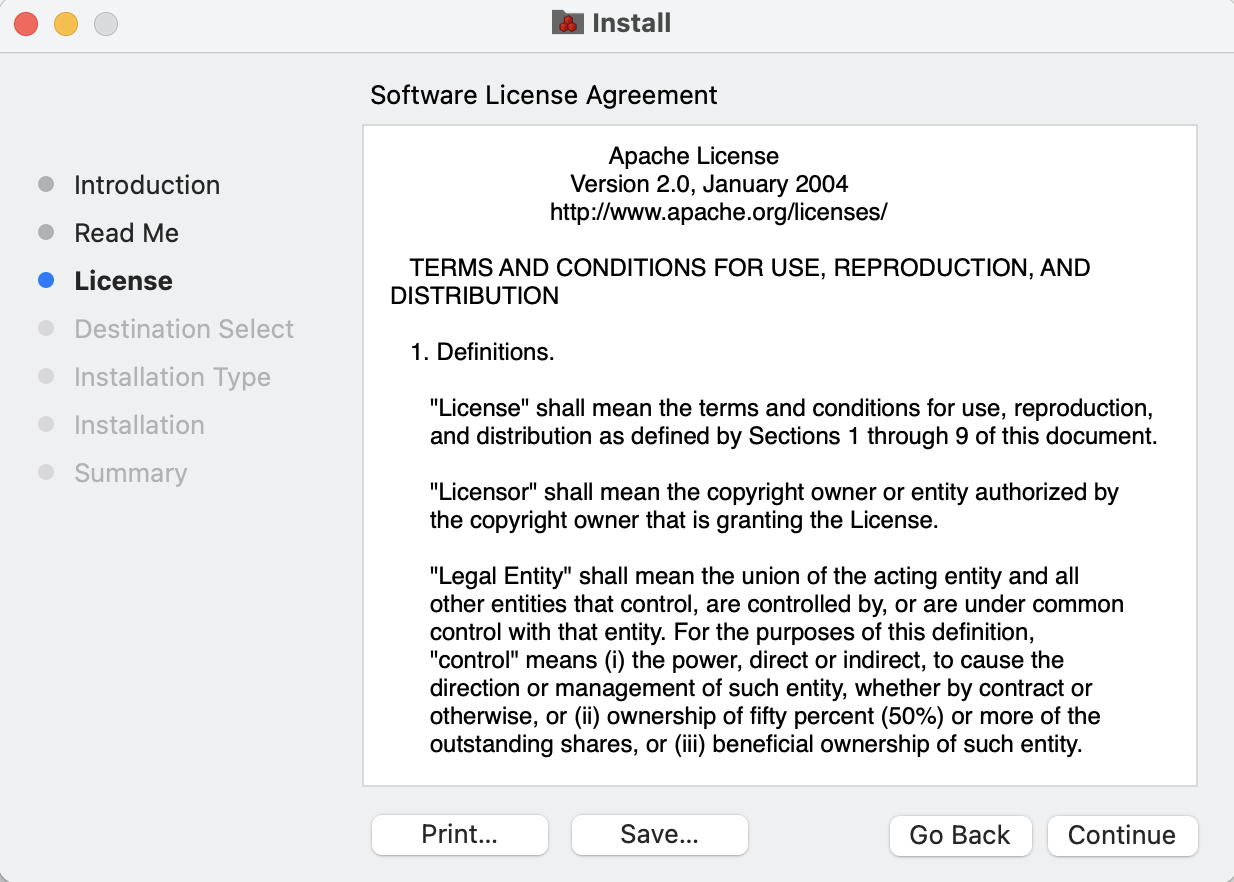 Install
Software License Agreement
Introduction
Read Me
License
Destination Select
Installation Type
Installation
Summary
Apache License
Version 2.0, January 2004
http://www.apache.org/licenses/
TERMS AND CONDITIONS FOR USE, REPRODUCTION, AND
DISTRIBUTION
1. Definitions.
"License" shall mean the terms and conditions for use, reproduction,
and distribution as defined by Sections 1 through 9 of this document.
"Licensor" shall mean the copyright owner or entity authorized by
the copyright owner that is granting the License.
"Legal Entity" shall mean the union of the acting entity and all
other entities that control, are controlled by, or are under common
control with that entity. For the purposes of this definition,
"control" means (i) the power, direct or indirect, to cause the
direction or management of such entity, whether by contract or
otherwise, or (ii) ownership of fifty percent (50%) or more of the
outstanding shares, or (iii) beneficial ownership of such entity.
Print...
Save...
Go Back
Continue